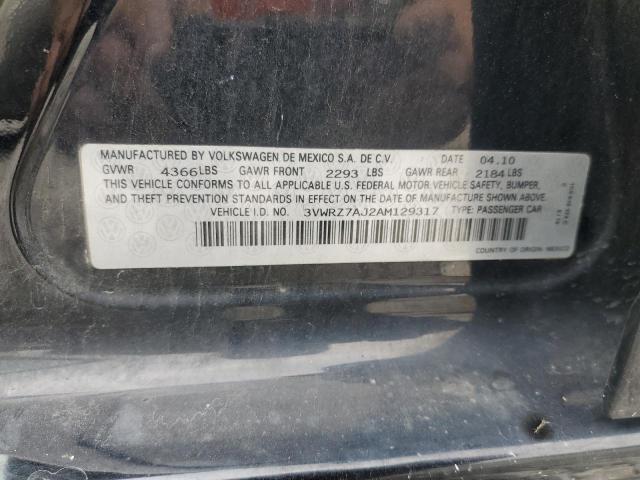 MANUFACTURED BY VOLKSWAGEN DE MEXICO S.A. DE C.V. DATE 04.10
GVWR 4366 LBS GAWR FRONT 2293 LBS GAWR REAR 2184 LBS
THIS VEHICLE CONFORMS TO ALL APPLICABLE U.S. FEDERAL MOTOR VEHICLE SAFETY, BUMPER,
AND THEFT PREVENTION STANDARDS IN EFFECT ON THE DATE OF MANUFACTURE SHOWN ABOVE.
VEHICLE I.D. NO. 3VWRZ7AJ2AM129317 TYPE: PASSENGER CAR
COUNTRY OF ORIGIN: MEXICO